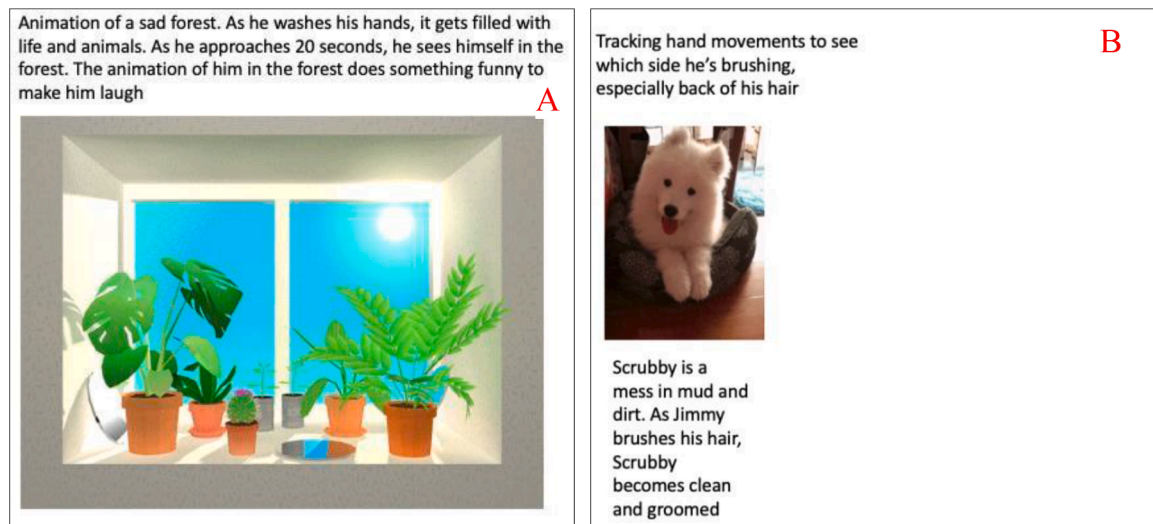 Animation of a sad forest. As he washes his hands, it gets filled with
life and animals. As he approaches 20 seconds, he sees himself in the
forest. The animation of him in the forest does something funny to
make him laugh
A
Tracking hand movements to see
which side he's brushing,
especially back of his hair
B
Scrubby is a
mess in mud and
dirt. As Jimmy
brushes his hair,
Scrubby
becomes clean
and groomed